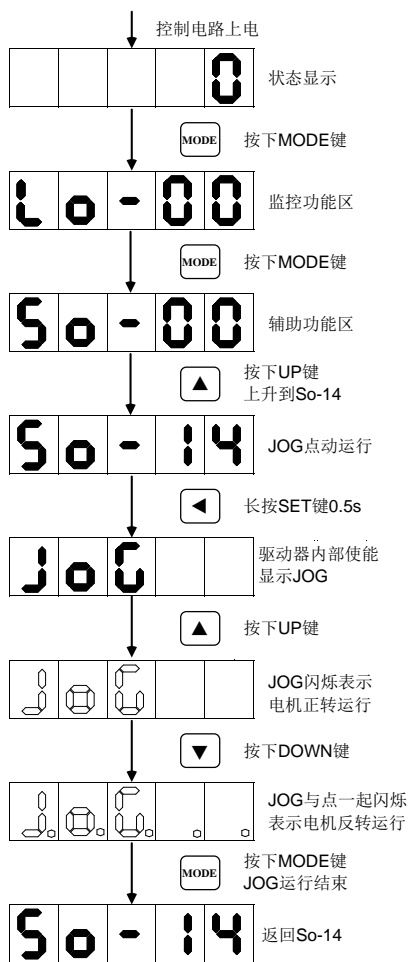 控制电路上电
0
状态显示
MODE
按下MODE键
Lo-00
监控功能区
MODE
按下MODE键
So-00
辅助功能区
▲
按下UP键
上升到So-14
So-14
JOG点动运行
◀
长按SET键0.5s
JoG
驱动器内部使能
显示JOG
▲
按下UP键
JoG
JOG闪烁表示
电机正转运行
▼
按下DOWN键
J.o.G. . .
JOG与点一起闪烁
表示电机反转运行
MODE
按下MODE键
JOG运行结束
So-14
返回So-14